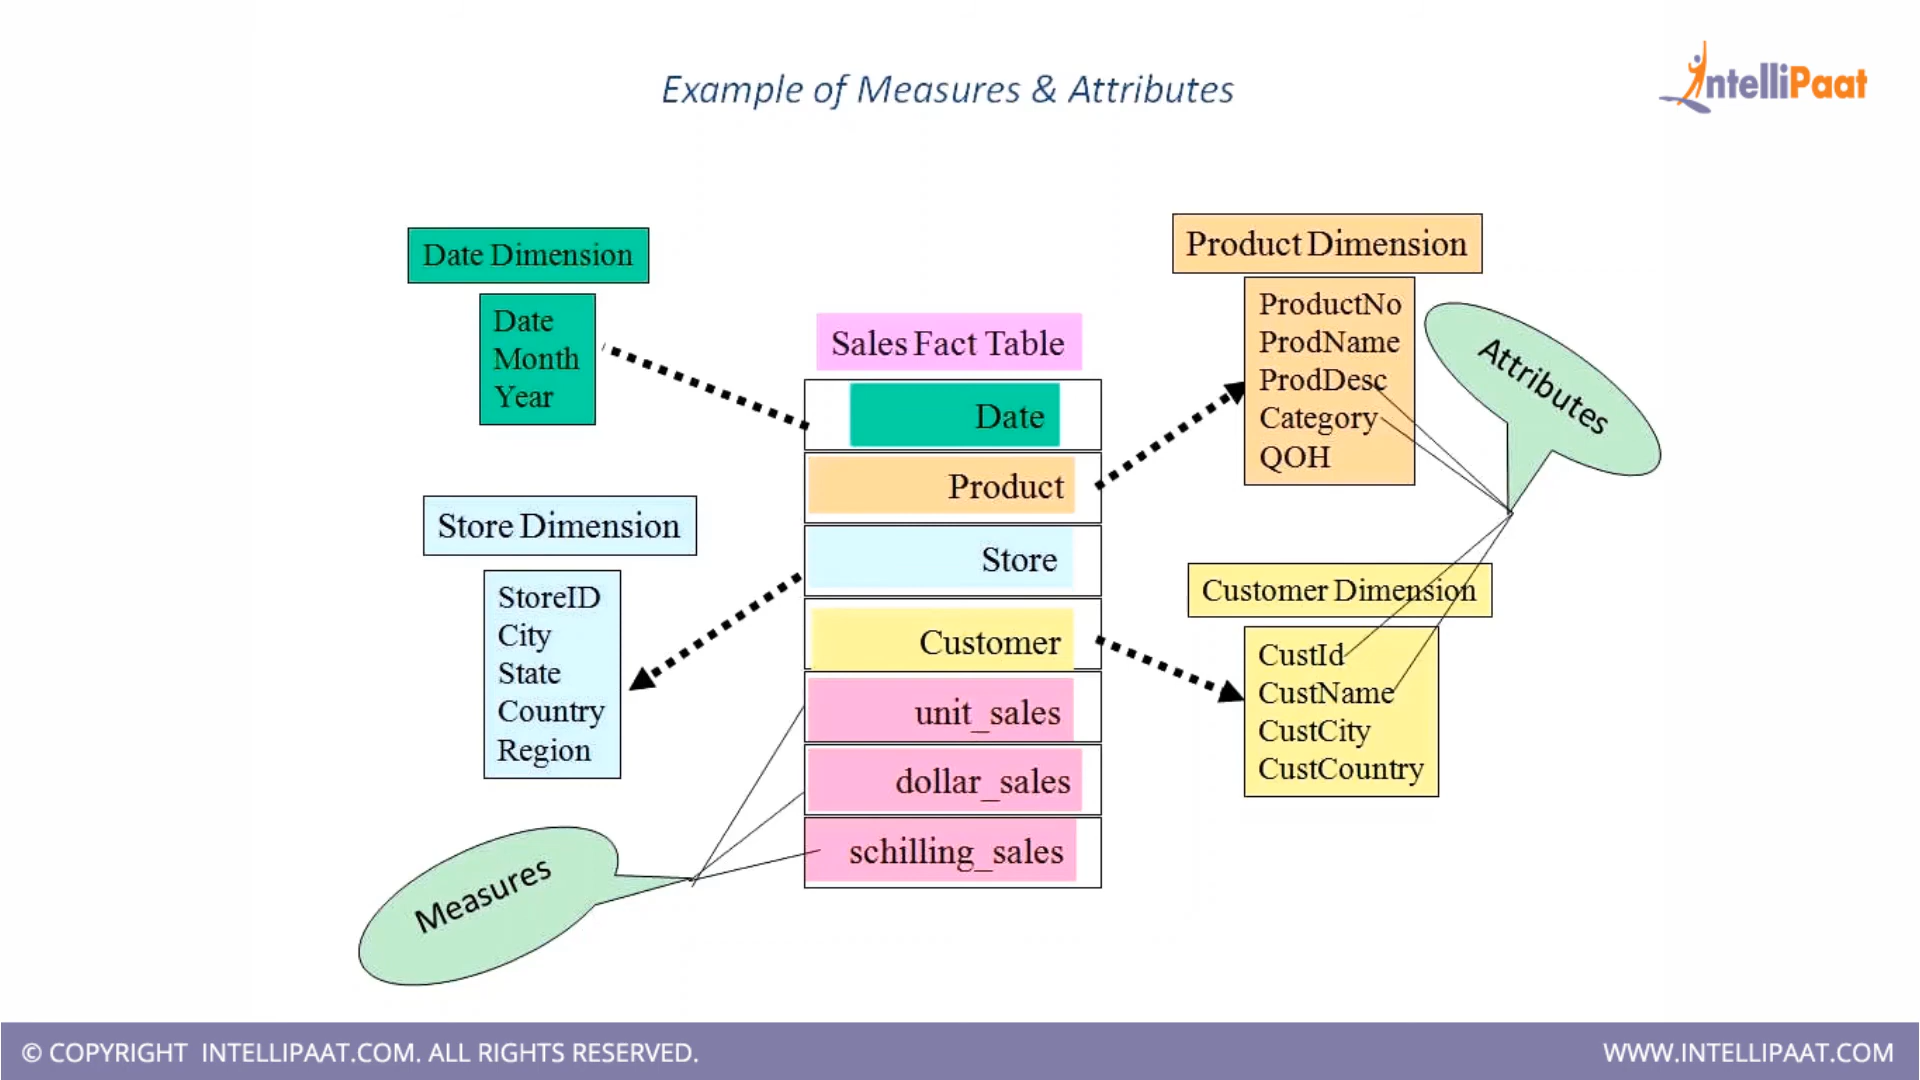 Example of Measures & Attributes
IntelliPaat
Date Dimension
Date
Month
Year
Store Dimension
StoreID
City
State
Country
Region
Sales Fact Table
Date
Product
Store
Customer
unit_sales
dollar_sales
schilling_sales
Product Dimension
ProductNo
ProdName
ProdDesc
Category
QOH
Attributes
Customer Dimension
CustId
CustName
CustCity
CustCountry
Measures
© COPYRIGHT INTELLIPAAT.COM. ALL RIGHTS RESERVED.
WWW.INTELLIPAAT.COM